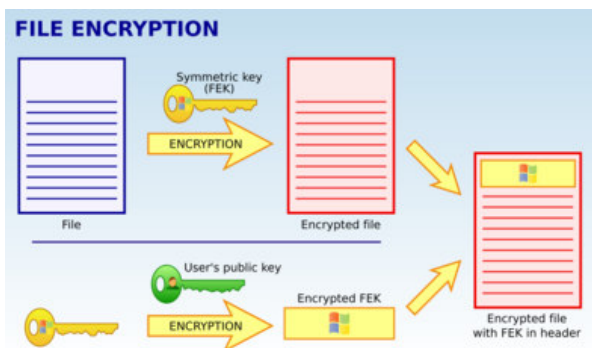 FILE ENCRYPTION
Symmetric key
(FEK)
ENCRYPTION
File
Encrypted file
User's public key
Encrypted FEK
ENCRYPTION
Encrypted file
with FEK in header